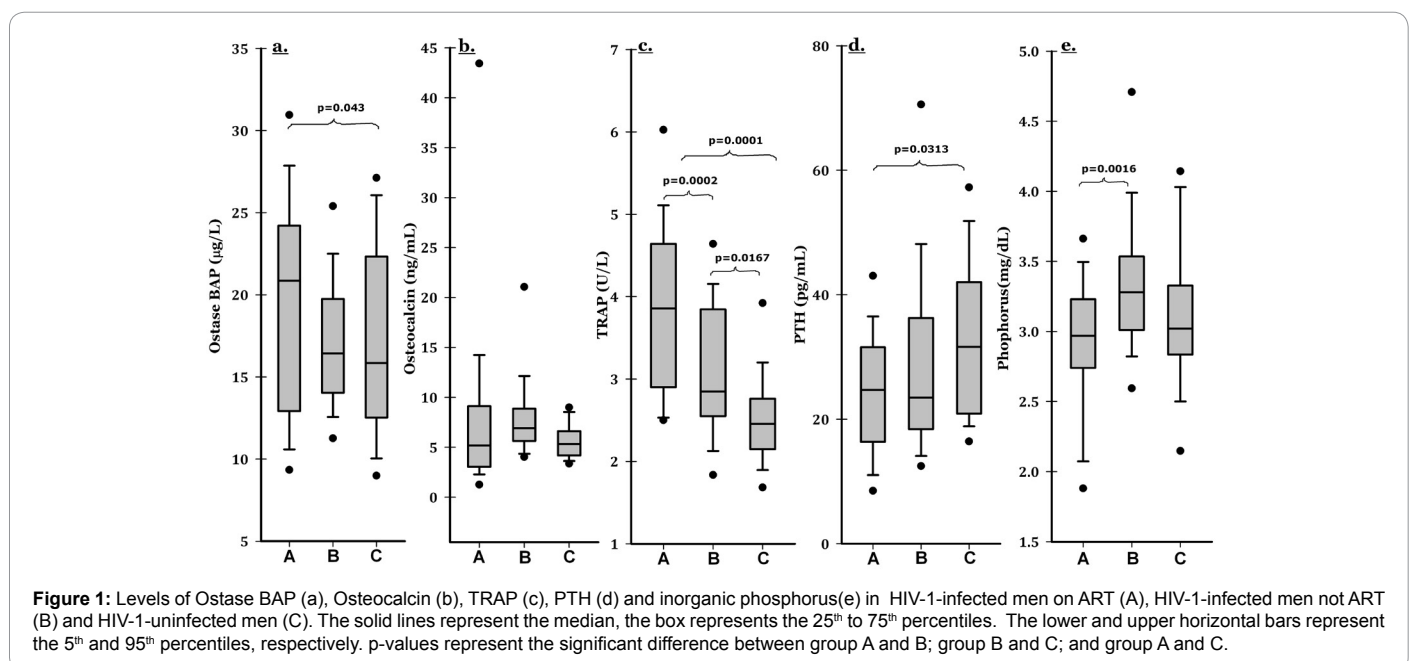 a.
35
30
25
20
15
10
5
Ostase BAP (µg/L)
p=0.043
A B C
b.
45
40
35
30
25
20
15
10
5
0
Osteocalcin (ng/mL)
A B C
c.
7
6
5
4
3
2
1
TRAP (U/L)
p=0.0001
p=0.0002
p=0.0167
A B C
d.
80
60
40
20
0
PTH (pg/mL)
p=0.0313
A B C
e.
5.0
4.5
4.0
3.5
3.0
2.5
2.0
1.5
Phophorus(mg/dL)
p=0.0016
A B C
Figure 1: Levels of Ostase BAP (a), Osteocalcin (b), TRAP (c), PTH (d) and inorganic phosphorus(e) in HIV-1-infected men on ART (A), HIV-1-infected men not ART
(B) and HIV-1-uninfected men (C). The solid lines represent the median, the box represents the 25th to 75th percentiles. The lower and upper horizontal bars represent
the 5th and 95th percentiles, respectively. p-values represent the significant difference between group A and B; group B and C; and group A and C.